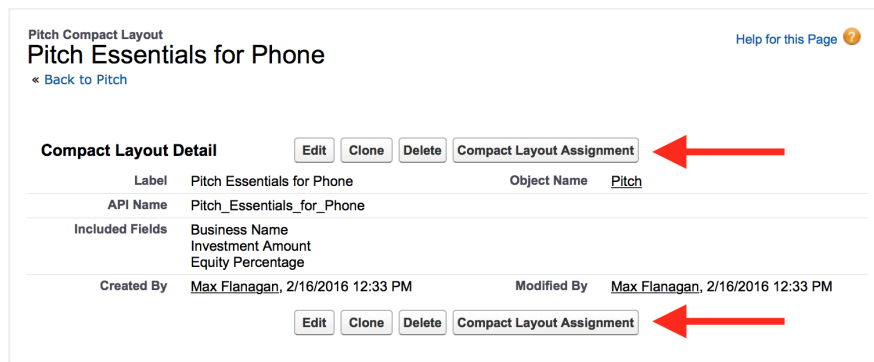 Pitch Compact Layout
Pitch Essentials for Phone
Help for this Page ?
« Back to Pitch
Compact Layout Detail Edit Clone Delete Compact Layout Assignment
Label Pitch Essentials for Phone Object Name Pitch
API Name Pitch_Essentials_for_Phone
Included Fields Business Name
Investment Amount
Equity Percentage
Created By Max Flanagan, 2/16/2016 12:33 PM Modified By Max Flanagan, 2/16/2016 12:33 PM
Edit Clone Delete Compact Layout Assignment